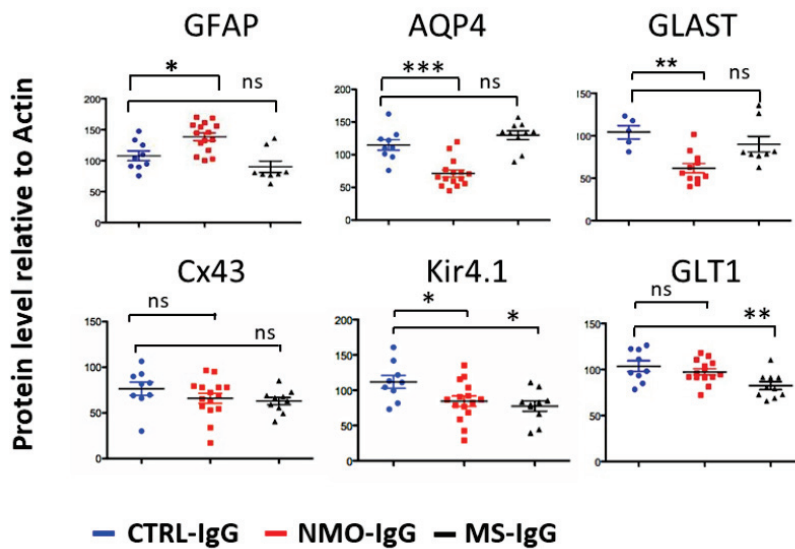 GFAP AQP4 GLAST
* *** **
ns ns ns
200 200 150
150 150 100
100 100 50
50 50
0 0 0
Protein level relative to Actin
Cx43 Kir4.1 GLT1
ns * ns
ns * **
150 200 150
100 150 100
50 100 50
50
0 0 0
CTRL-IgG NMO-IgG MS-IgG